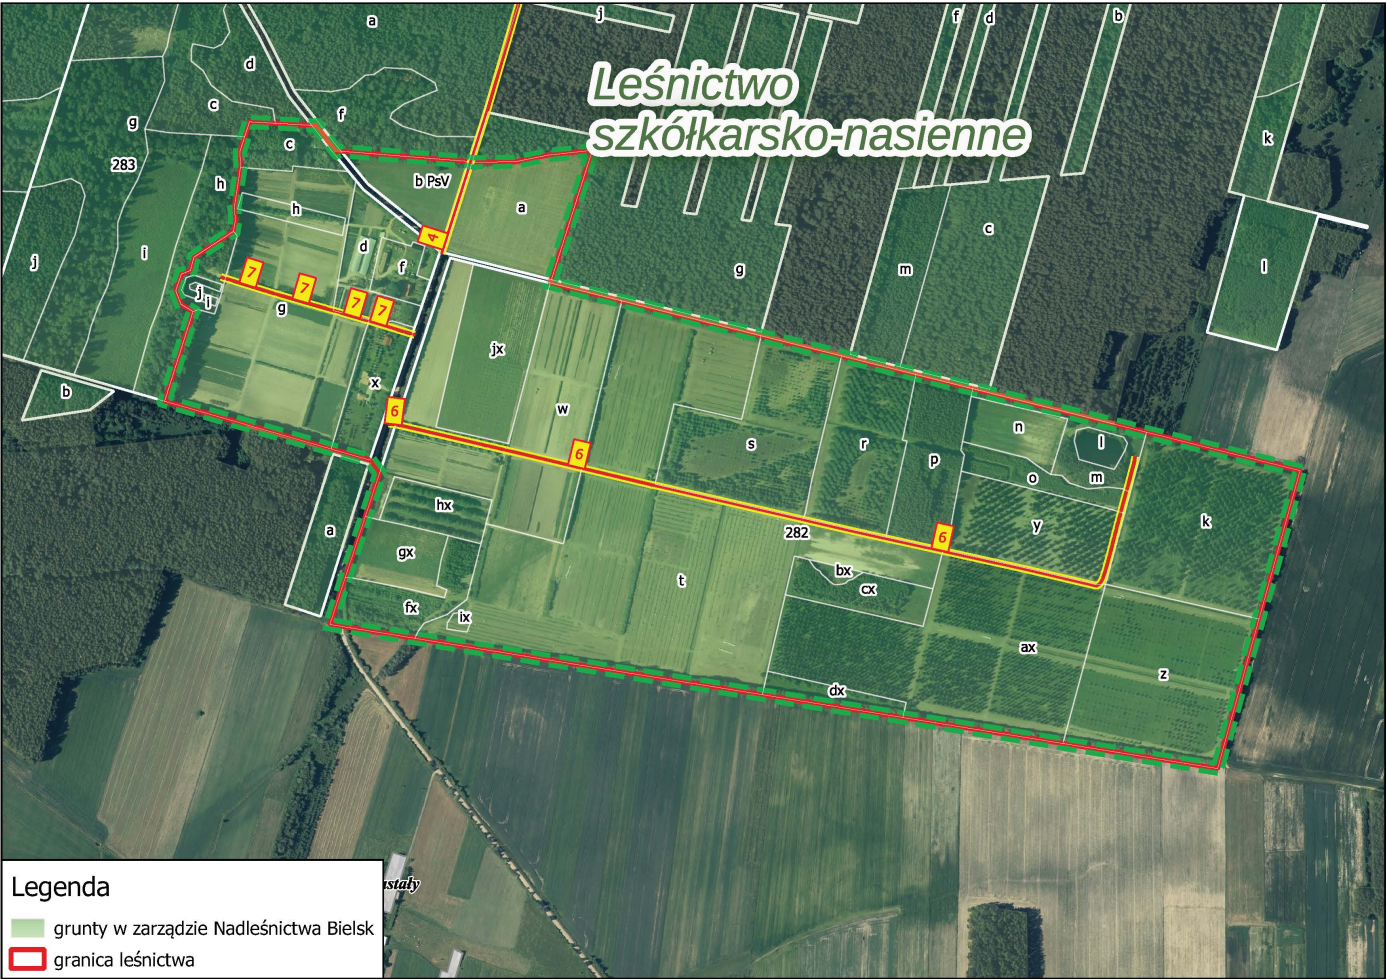 j
f
d
b
a
d
Leśnictwo
szkółkarsko-nasienne
c
f
g
k
283
c
b PsV
h
h
a
c
4
d
f
i
j
g
m
l
7
7
7
7
j
l
g
jx
x
b
6
w
n
l
s
r
p
6
o
m
hx
y
k
a
282
6
gx
bx
t
cx
fx
ix
ax
z
dx
Legenda
grunty w zarządzie Nadleśnictwa Bielsk
granica leśnictwa